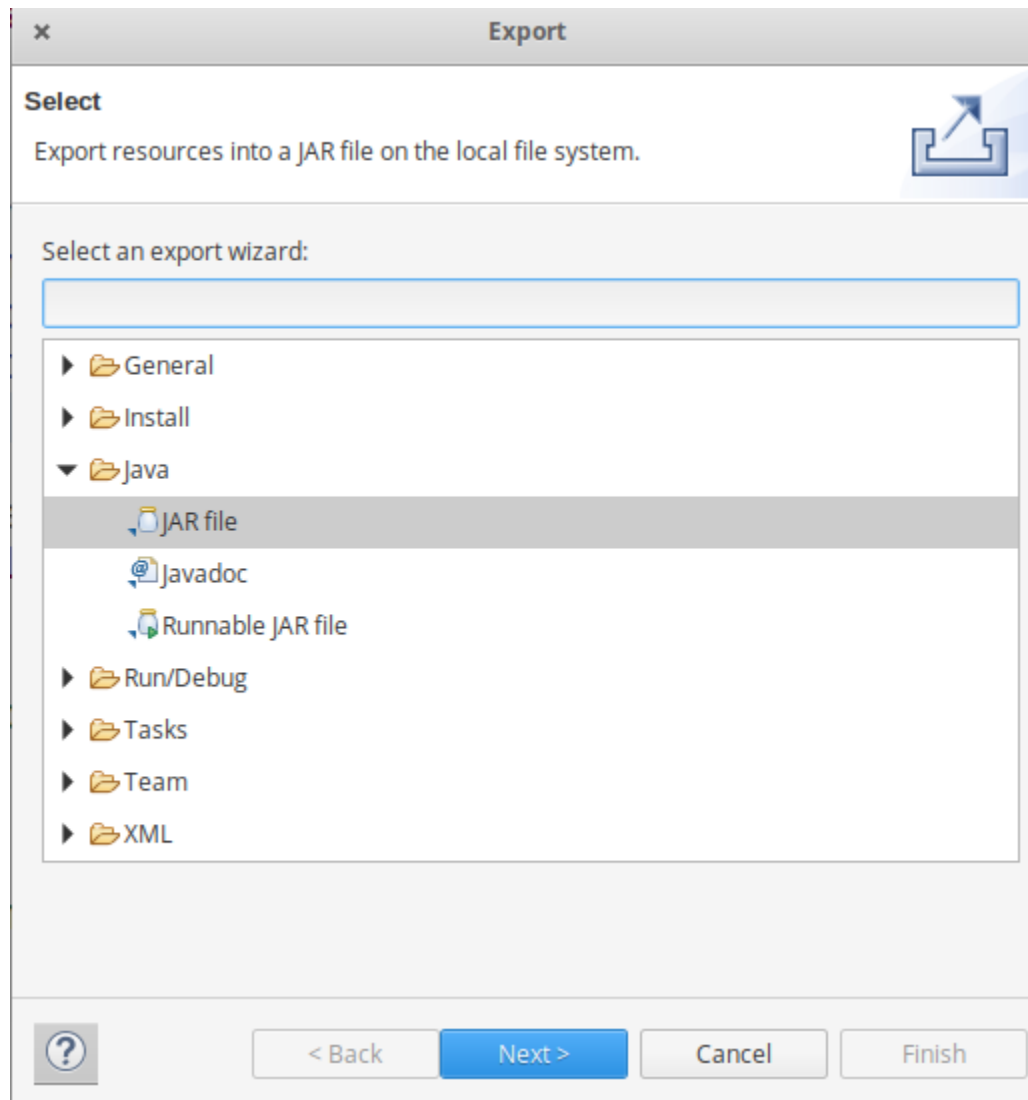 Export
Select
Export resources into a JAR file on the local file system.
Select an export wizard:
General
Install
Java
JAR file
Javadoc
Runnable JAR file
Run/Debug
Tasks
Team
XML
? < Back Next > Cancel Finish